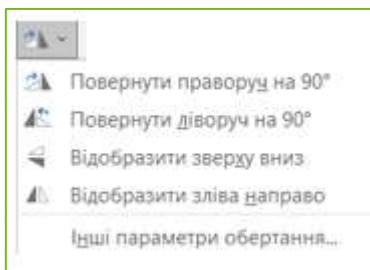 Повернути праворуч на 90°
Повернути ліворуч на 90°
Відобразити зверху вниз
Відобразити зліва направо
Інші параметри обертання...